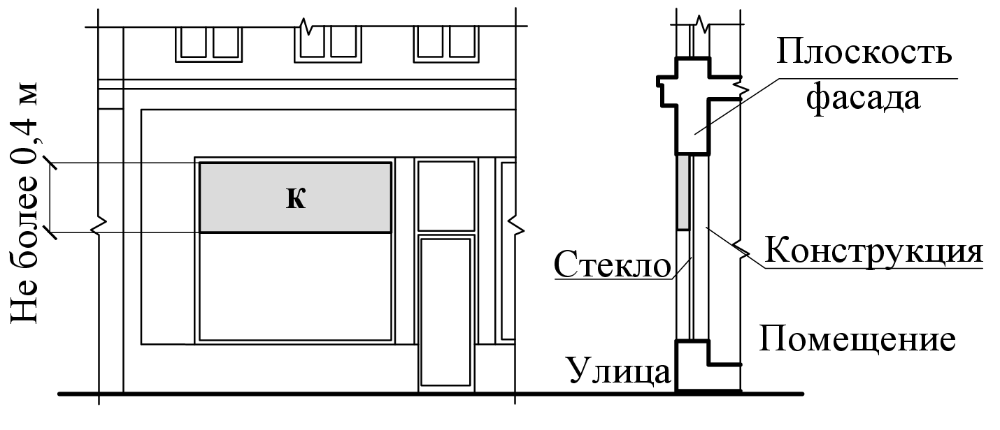 Не более 0,4 м
к
Плоскость
фасада
Стекло
Конструкция
Помещение
Улица